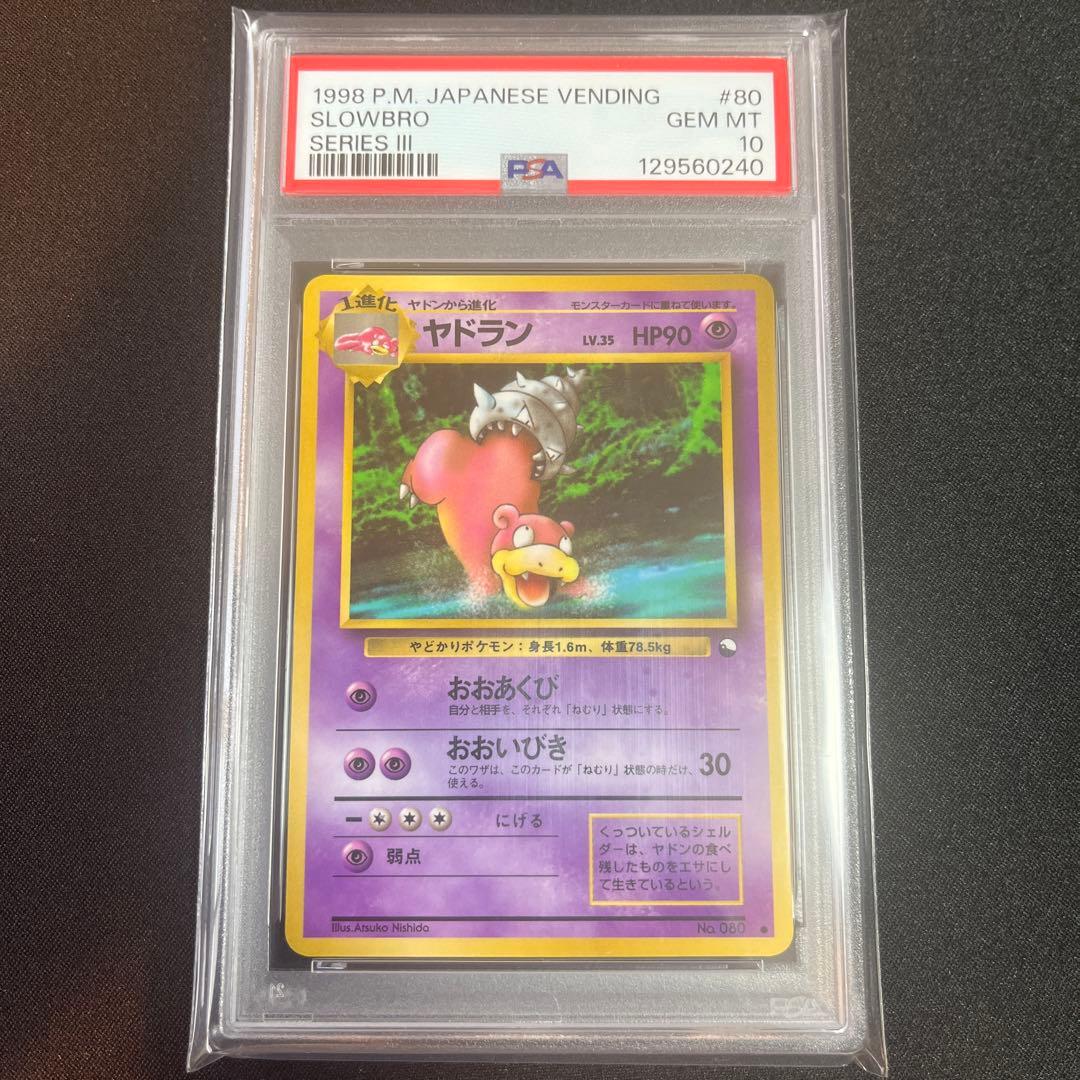 1998 P.M. JAPANESE VENDING #80
SLOWBRO GEM MT
SERIES III 10
129560240
PSA
1進化 ヤドンから進化 モンスターカードに重ねて使います。
ヤドラン LV.35 HP90
やどかりポケモン：身長1.6m、体重78.5kg
おおあくび
自分と相手を、それぞれ「ねむり」状態にする。
おおいびき 30
このワザは、このカードが「ねむり」状態の時だけ、
使える。
にげる
弱点
くっついているシェル
ダーは、ヤドンの食べ
残したものをエサにし
て生きているという。
Illus.Atsuko Nishida No. 080
PSA